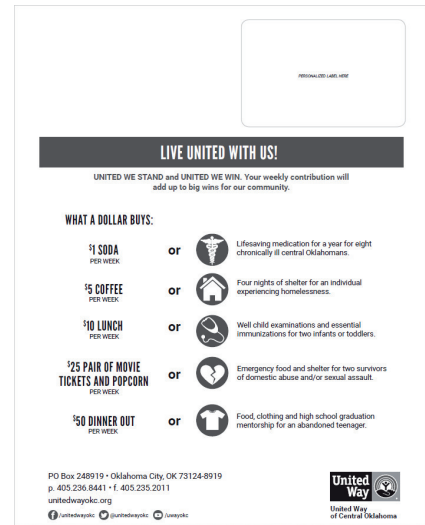 PERSONALIZED LABEL HERE
LIVE UNITED WITH US!
UNITED WE STAND and UNITED WE WIN. Your weekly contribution will
add up to big wins for our community.
WHAT A DOLLAR BUYS:
$1 SODA
PER WEEK
or
Lifesaving medication for a year for eight
chronically ill central Oklahomans.
$5 COFFEE
PER WEEK
or
Four nights of shelter for an individual
experiencing homelessness.
$10 LUNCH
PER WEEK
or
Well child examinations and essential
immunizations for two infants or toddlers.
$25 PAIR OF MOVIE
TICKETS AND POPCORN
PER WEEK
or
Emergency food and shelter for two survivors
of domestic abuse and/or sexual assault.
$50 DINNER OUT
PER WEEK
or
Food, clothing and high school graduation
mentorship for an abandoned teenager.
PO Box 248919 • Oklahoma City, OK 73124-8919
p. 405.236.8441 • f. 405.235.2011
unitedwayokc.org
/unitedwayokc @unitedwayokc /uwayokc
United
Way
United Way
of Central Oklahoma